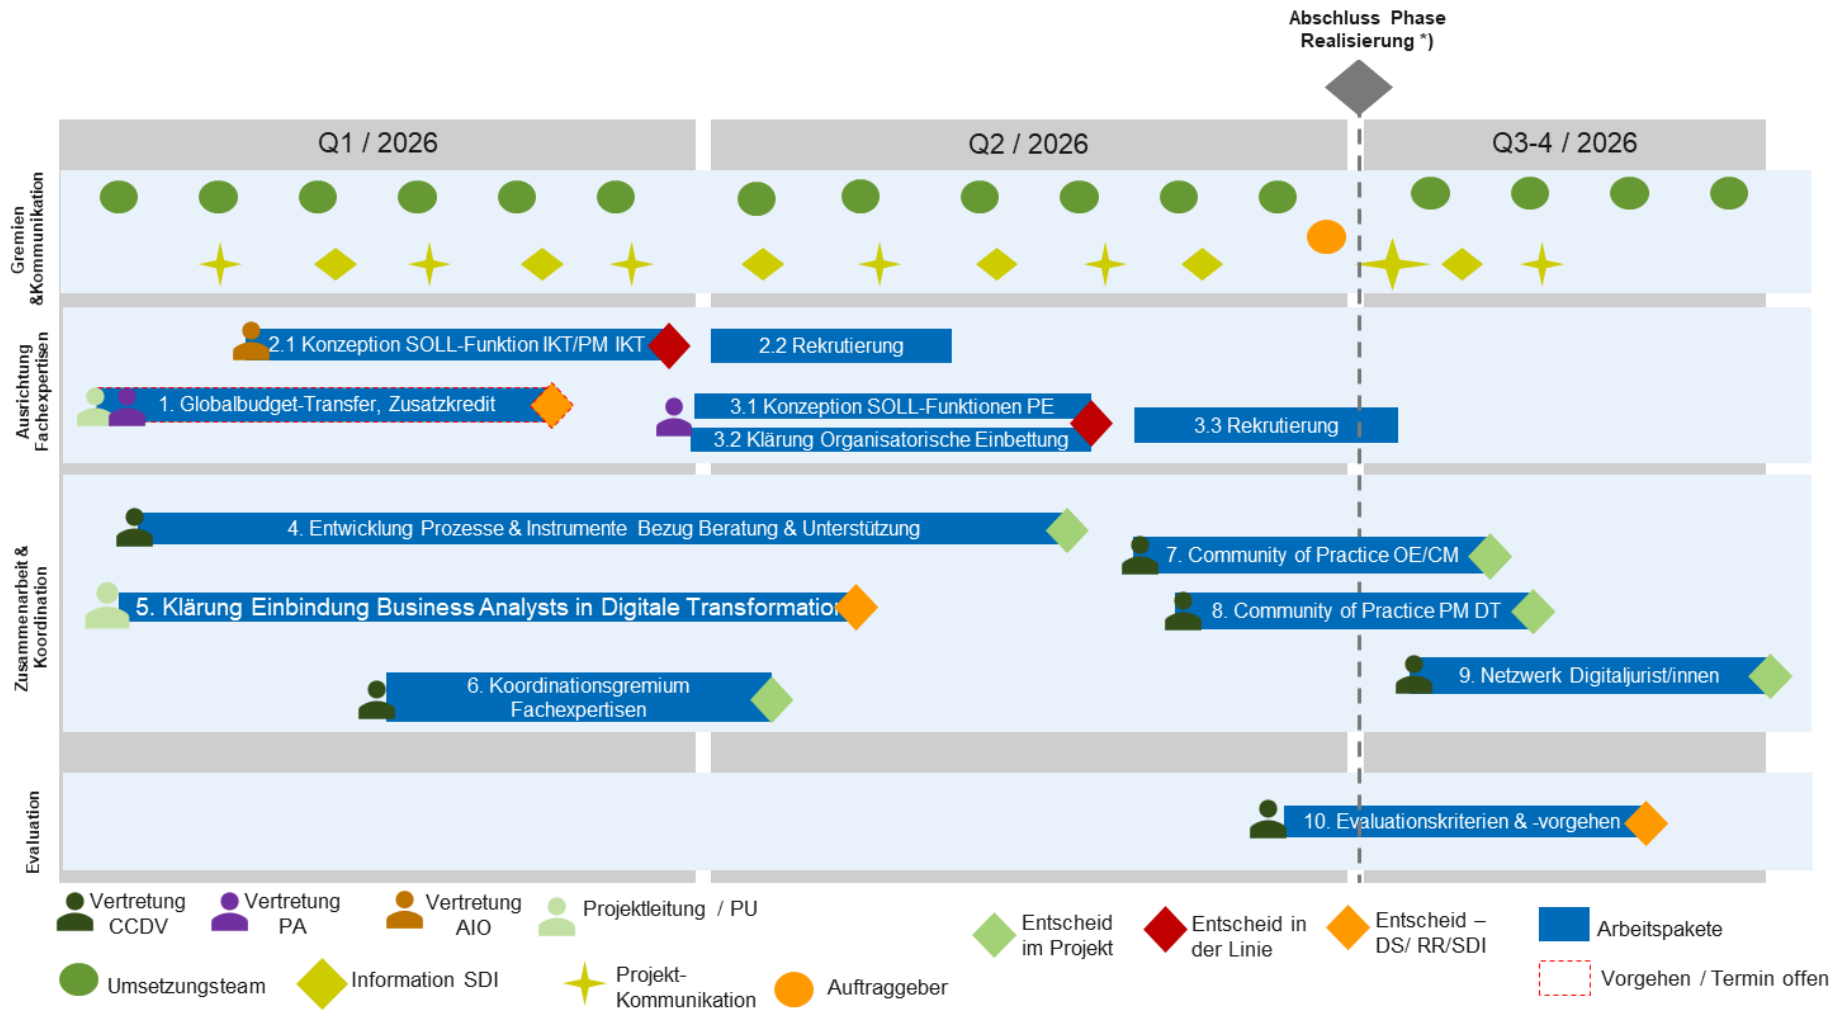 Abschluss Phase
Realisierung *)
Q1 / 2026
Q2 / 2026
Q3-4 / 2026
Gremien
&Kommunikation
Ausrichtung
Fachexpertisen
2.1 Konzeption SOLL-Funktion IKT/PM IKT
2.2 Rekrutierung
1. Globalbudget-Transfer, Zusatzkredit
3.1 Konzeption SOLL-Funktionen PE
3.2 Klärung Organisatorische Einbettung
3.3 Rekrutierung
Zusammenarbeit &
Koordination
4. Entwicklung Prozesse & Instrumente Bezug Beratung & Unterstützung
7. Community of Practice OE/CM
5. Klärung Einbindung Business Analysts in Digitale Transformation
8. Community of Practice PM DT
6. Koordinationsgremium
Fachexpertisen
9. Netzwerk Digitaljurist/innen
Evaluation
10. Evaluationskriterien & -vorgehen
Vertretung
CCDV
Vertretung
PA
Vertretung
AIO
Projektleitung / PU
Entscheid
im Projekt
Entscheid in
der Linie
Entscheid –
DS/ RR/SDI
Arbeitspakete
Umsetzungsteam
Information SDI
Projekt-
Kommunikation
Auftraggeber
Vorgehen / Termin offen